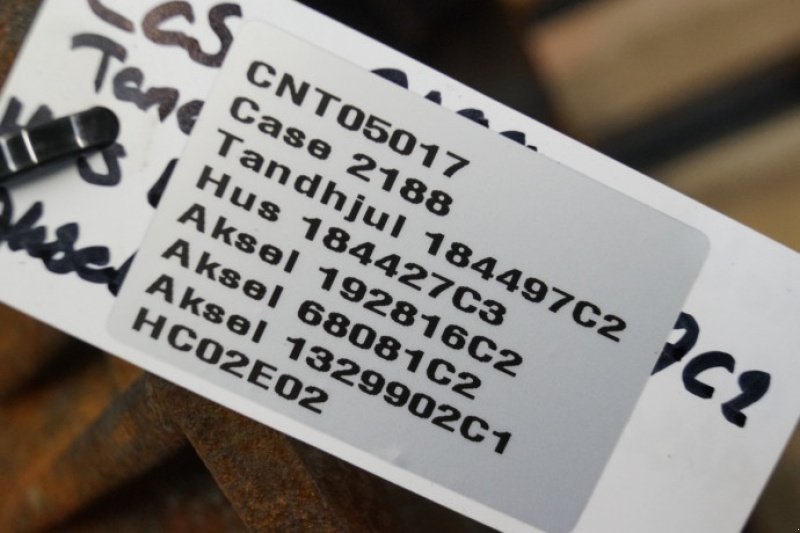 CNT05017
Case 2188
Tandhjul 184497C2
Hus 184427C3
Aksel 192816C2
Aksel 68081C2
Aksel 1329902C1
HC02E02